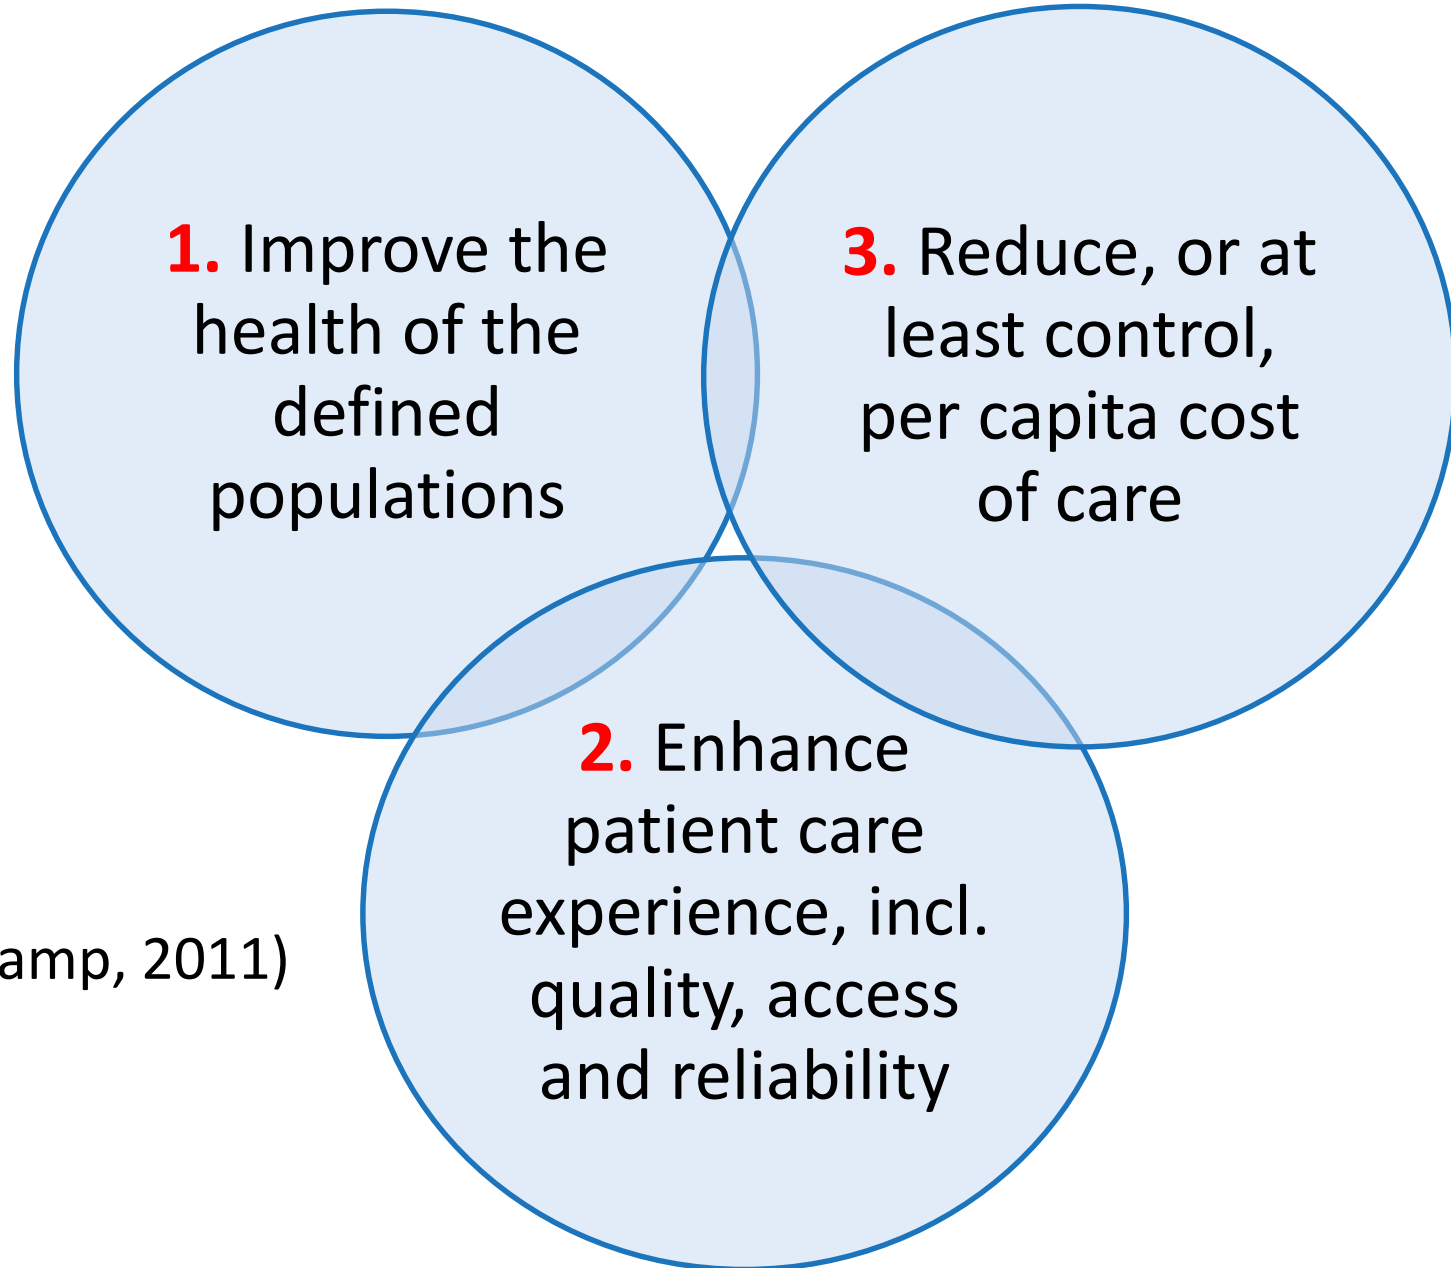 1. Improve the
health of the
defined
populations
3. Reduce, or at
least control,
per capita cost
of care
2. Enhance
patient care
experience, incl.
quality, access
and reliability
2011)